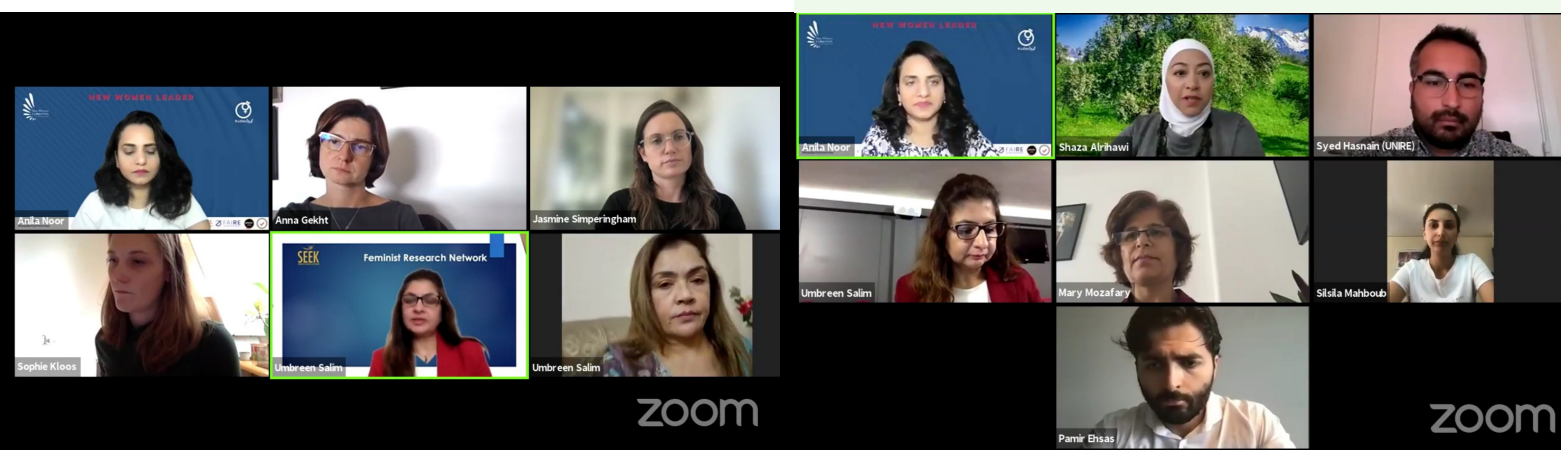 NEW WOMEN LEADER
Anila Noor
Anna Gekht
Jasmine Simperingham
Sophie Kloos
SEEK
Feminist Research Network
Umbreen Salim
Umbreen Salim
zoom
NEW WOMEN LEADER
Anila Noor
Shaza Alrihawi
Syed Hasnain (UNIRE)
Umbreen Salim
Mary Mozafary
Silsila Mahboub
Pamir Ehsas
zoom